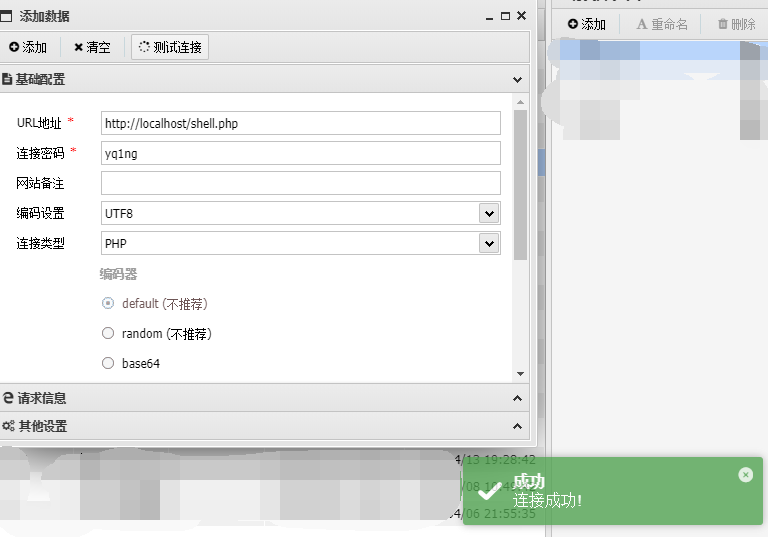 添加数据
添加 清空 测试连接
基础配置
URL地址 * http://localhost/shell.php
连接密码 * yq1ng
网站备注
编码设置 UTF8
连接类型 PHP
编码器
default (不推荐)
random (不推荐)
base64
请求信息
其他设置
添加 重命名 删除
4/13 19:28:42
/08
04/06 21:55:35
成功
连接成功!